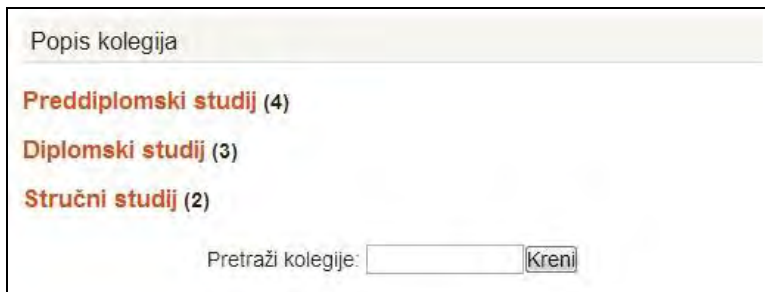 Popis kolegija
Preddiplomski studij (4)
Diplomski studij (3)
Stručni studij (2)
Pretraži kolegije: Kreni